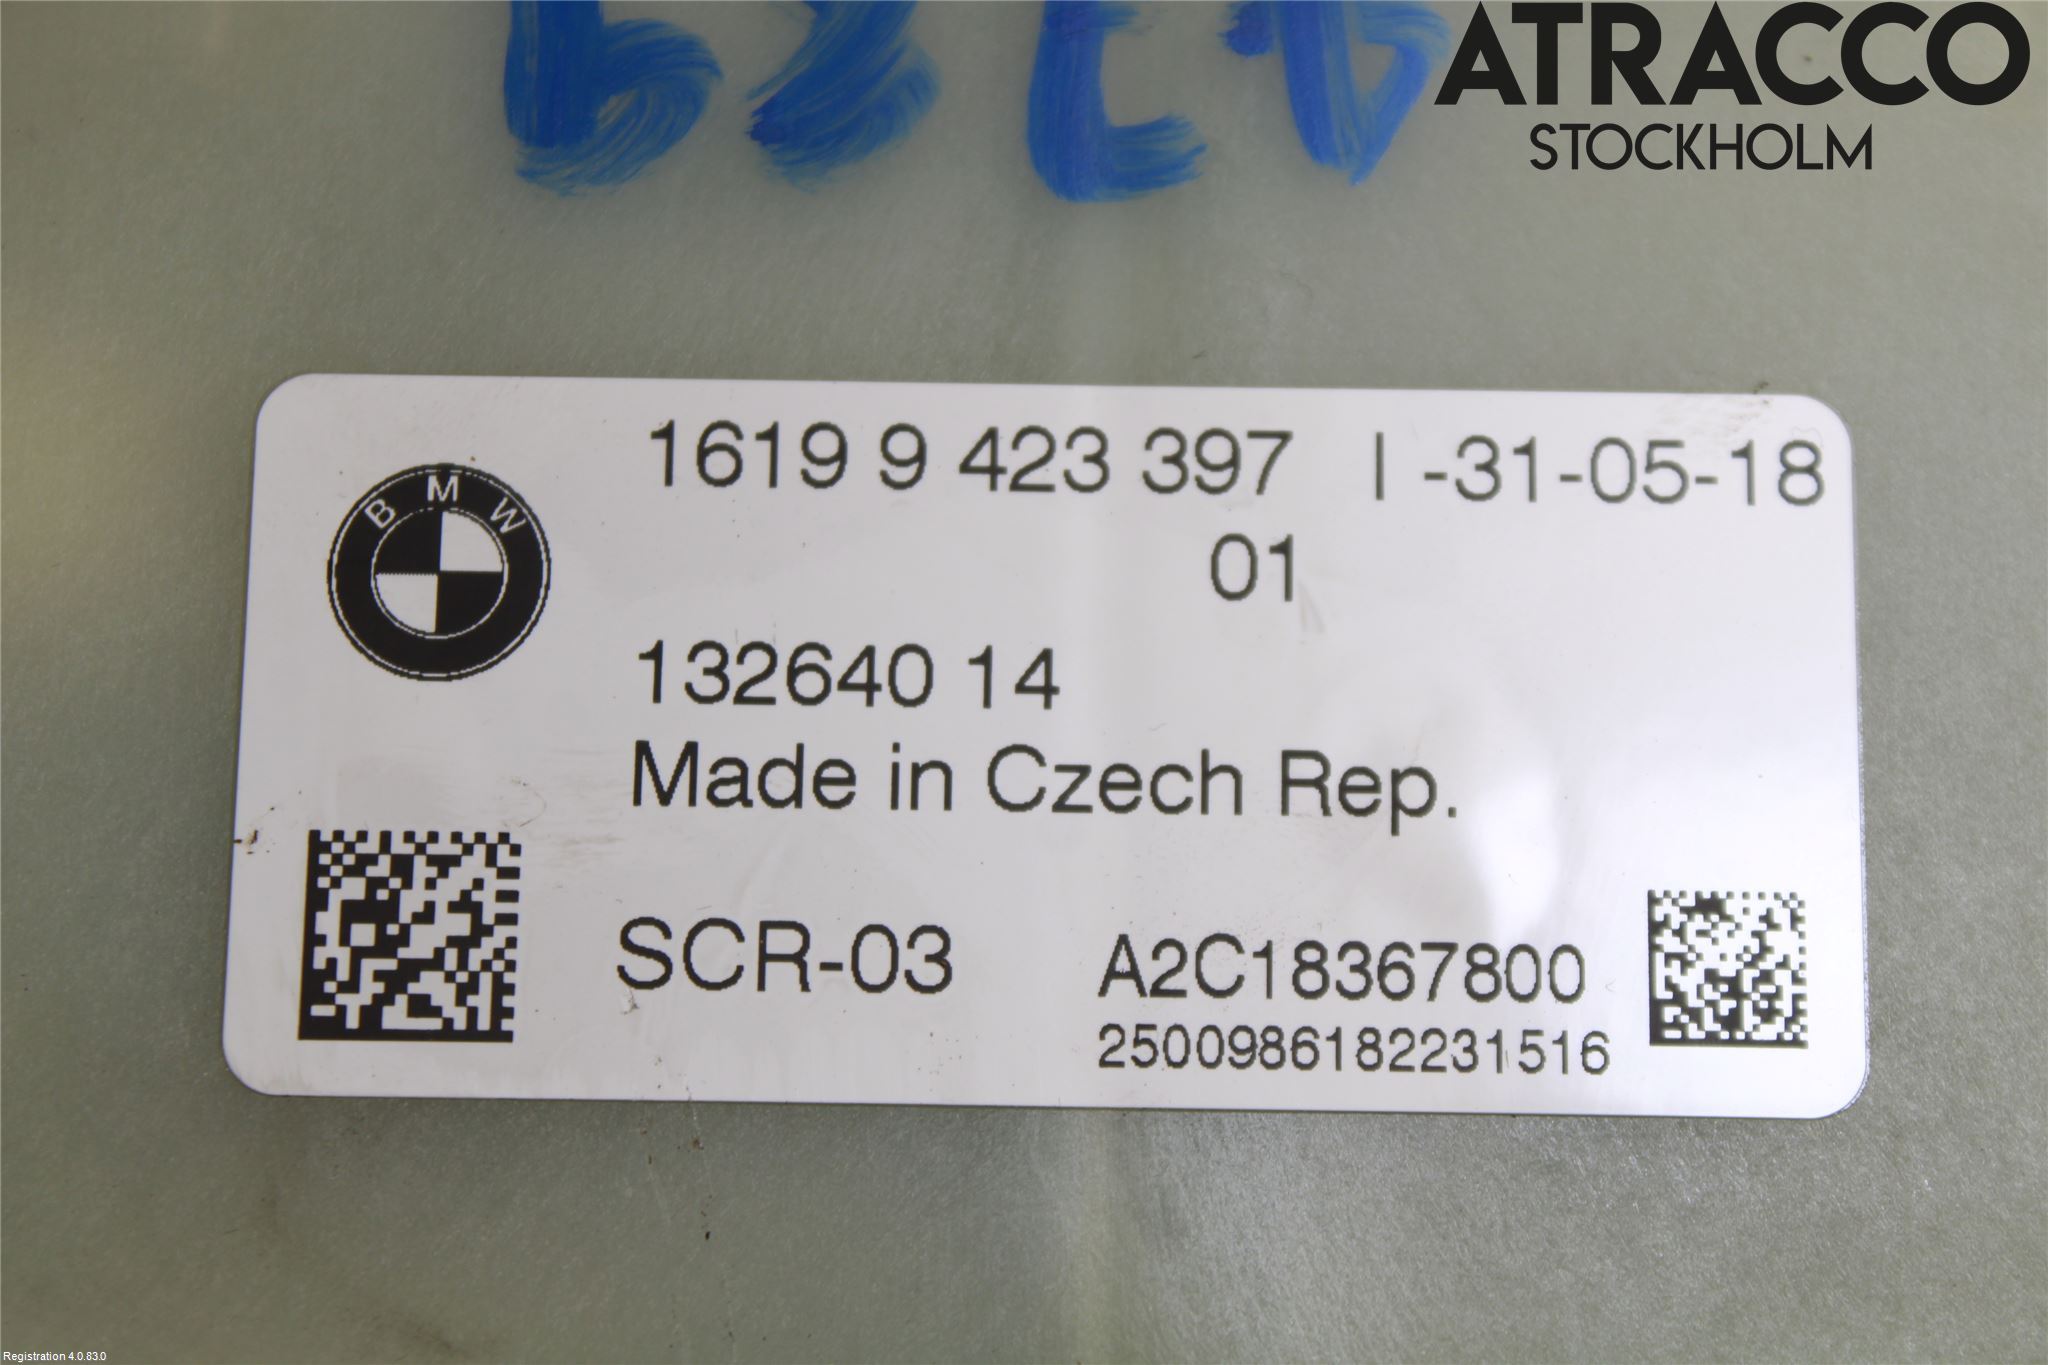 ATRACCO
STOCKHOLM
BMW
1619 9 423 397 I -31-05-18
01
132640 14
Made in Czech Rep.
SCR-03
A2C18367800
2500986182231516
Registration 4.0.83.0